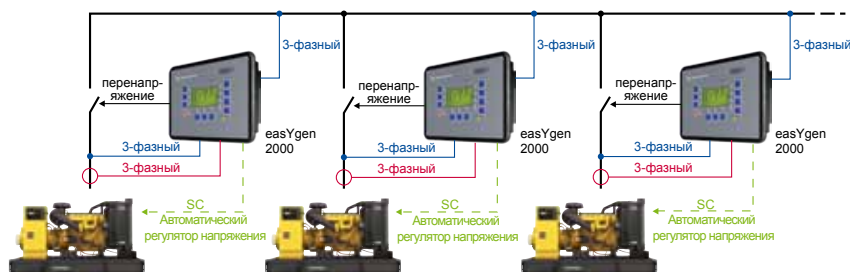 3-фазный
перенапр-
яжение
easYgen
2000
3-фазный
3-фазный
SC
Автоматический
регулятор напряжения
3-фазный
перенапр-
яжение
easYgen
2000
3-фазный
3-фазный
SC
Автоматический
регулятор напряжения
3-фазный
перенапр-
яжение
easYgen
2000
3-фазный
3-фазный
SC
Автоматический
регулятор напряжения